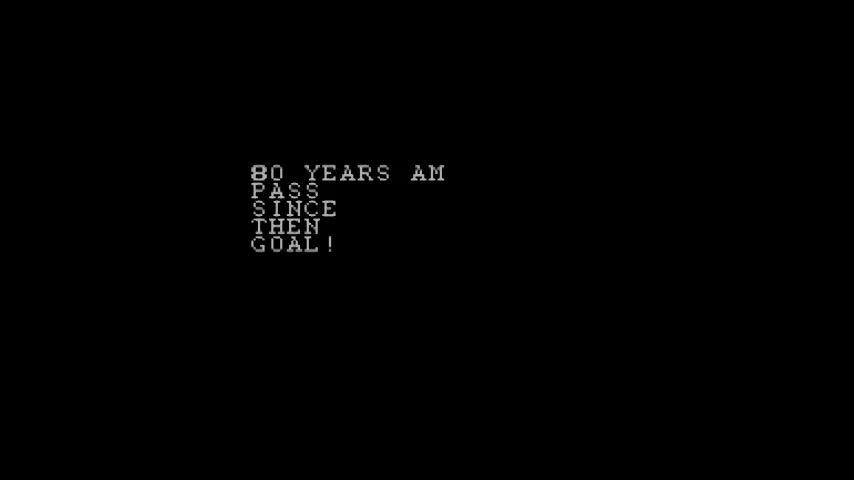 80 YEARS AM
PASS
SINCE
THEN
GOAL!